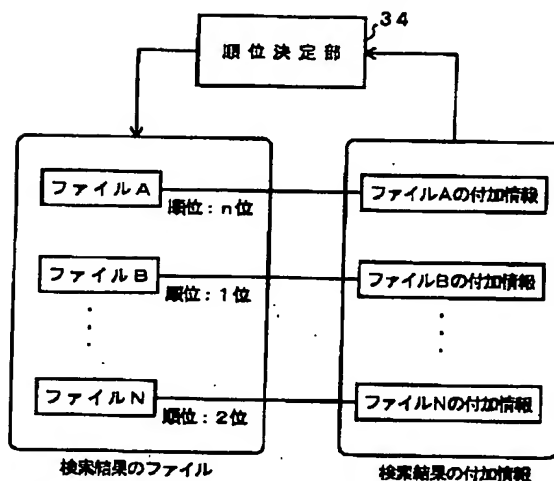 34
順位決定部
ファイルA
順位:n位
ファイルAの付加情報
ファイルB
順位:1位
ファイルBの付加情報
ファイルN
順位:2位
ファイルNの付加情報
検索結果のファイル
検索結果の付加情報